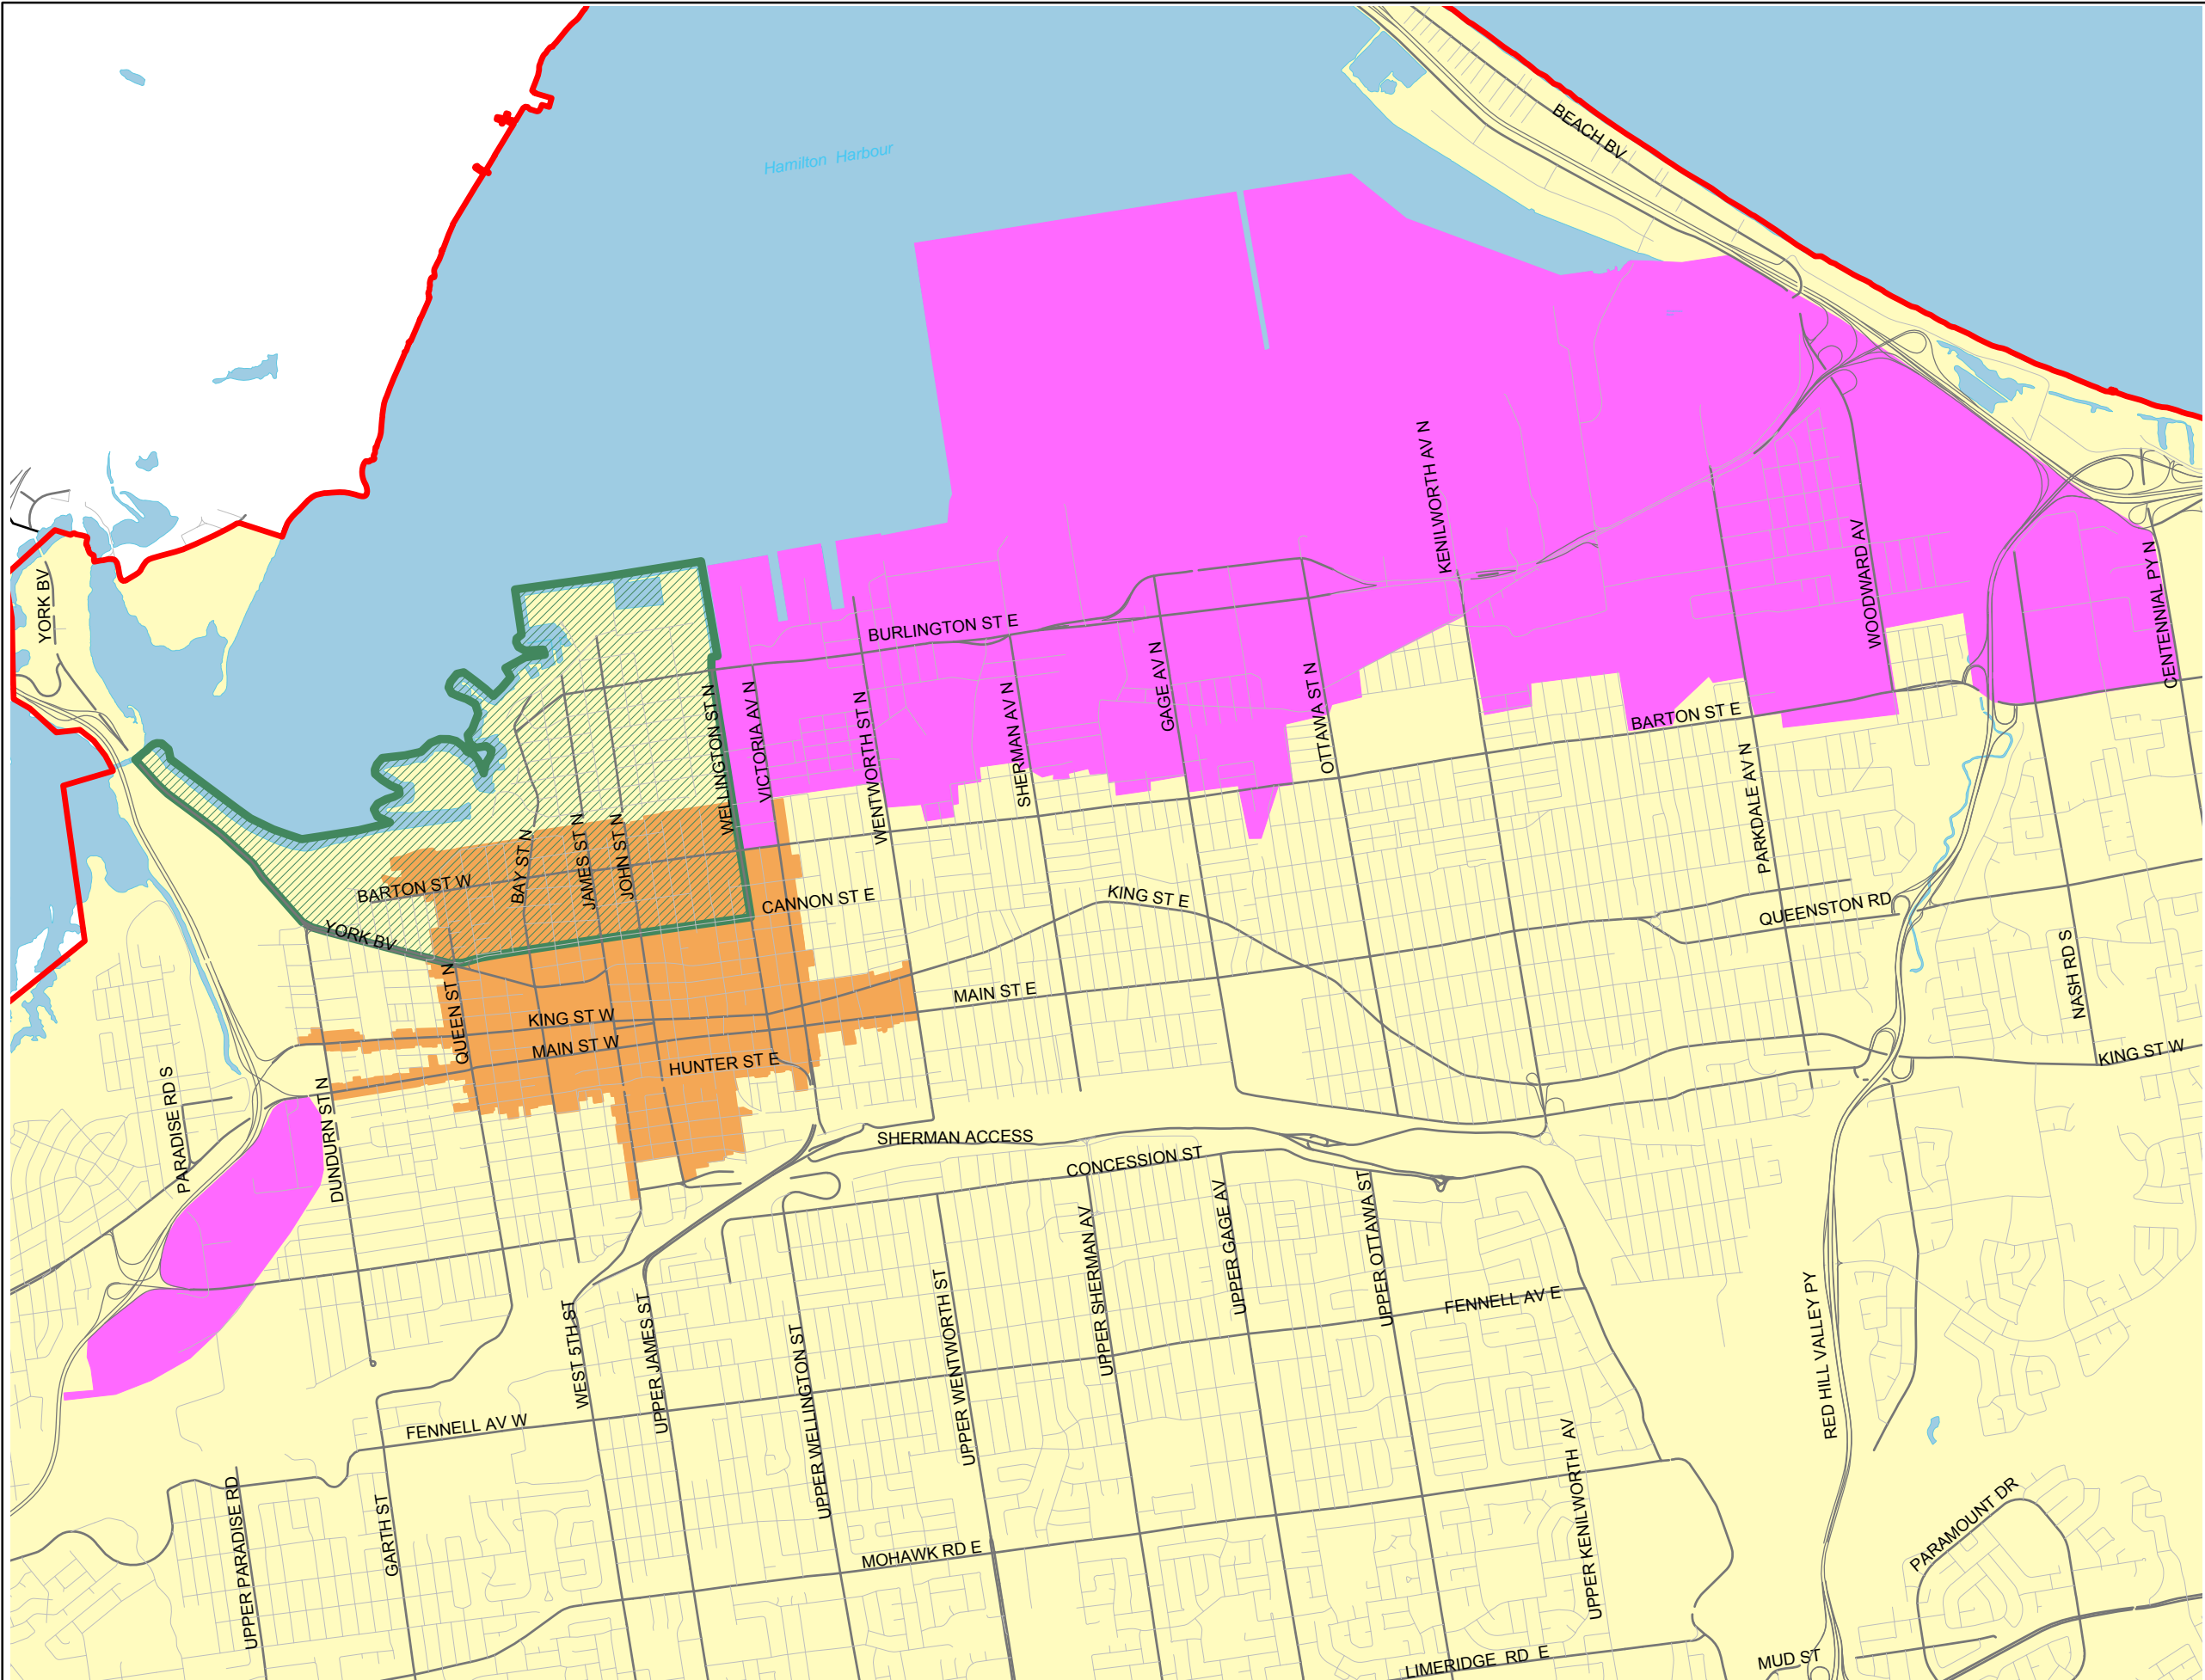 BEACH BV
Hamilton Harbour
KENILWORTH AV N
YORK BV
WOODWARD AV
CENTENNIAL PY N
BURLINGTON ST E
GAGE AV N
OTTAWA ST N
WELLINGTON ST N
VICTORIA AV N
WENTWORTH ST N
SHERMAN AV N
BARTON ST E
PARKDALE AV N
BAY ST N
JAMES ST N
JOHN ST N
BARTON ST W
CANNON ST E
KING ST E
QUEENSTON RD
YORK BV
NASH RD S
QUEEN ST N
MAIN ST E
KING ST W
MAIN ST W
HUNTER ST E
KING ST W
PARADISE RD S
DUNDURN ST N
SHERMAN ACCESS
CONCESSION ST
UPPER GAGE AV
UPPER OTTAWA ST
UPPER SHERMAN AV
FENNELL AV E
RED HILL VALLEY PY
WEST 5TH ST
UPPER JAMES ST
UPPER WELLINGTON ST
UPPER WENTWORTH ST
FENNELL AV W
UPPER KENILWORTH AV
UPPER PARADISE RD
GARTH ST
MOHAWK RD E
PARAMOUNT DR
LIMERIDGE RD E
MUD ST